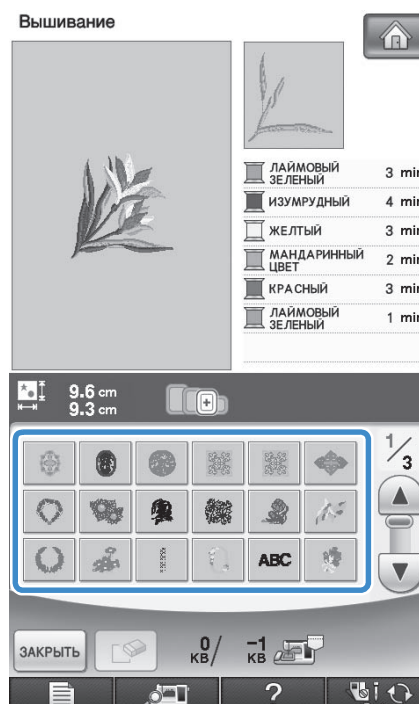 Вышивание
ЛАЙМОВЫЙ
ЗЕЛЕНЫЙ 3 min
ИЗУМРУДНЫЙ 4 min
ЖЕЛТЫЙ 3 min
МАНДАРИННЫЙ
ЦВЕТ 2 min
КРАСНЫЙ 3 min
ЛАЙМОВЫЙ
ЗЕЛЕНЫЙ 1 min
9.6 cm
9.3 cm
1/3
ABC
ЗАКРЫТЬ
0 KB / -1 KB
?